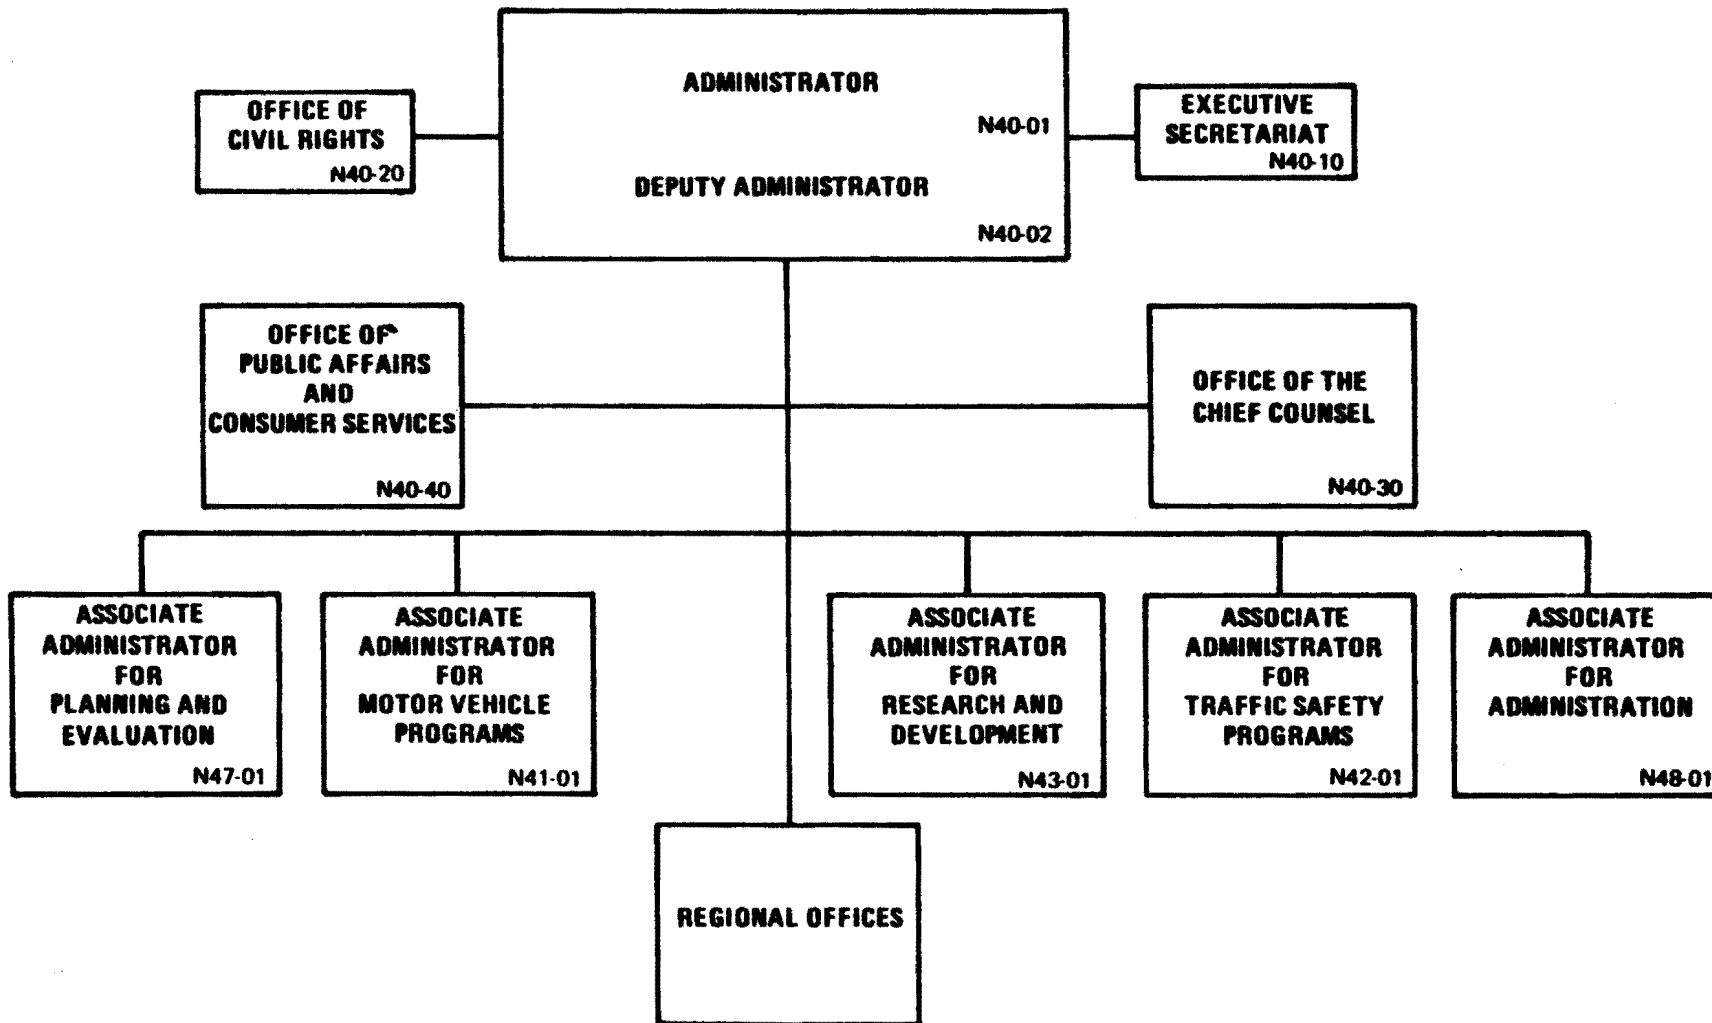 ADMINISTRATOR
N40-01
DEPUTY ADMINISTRATOR
N40-02
OFFICE OF
CIVIL RIGHTS
N40-20
EXECUTIVE
SECRETARIAT
N40-10
OFFICE OF
PUBLIC AFFAIRS
AND
CONSUMER SERVICES
N40-40
OFFICE OF THE
CHIEF COUNSEL
N40-30
ASSOCIATE
ADMINISTRATOR
FOR
PLANNING AND
EVALUATION
N47-01
ASSOCIATE
ADMINISTRATOR
FOR
MOTOR VEHICLE
PROGRAMS
N41-01
ASSOCIATE
ADMINISTRATOR
FOR
RESEARCH AND
DEVELOPMENT
N43-01
ASSOCIATE
ADMINISTRATOR
FOR
TRAFFIC SAFETY
PROGRAMS
N42-01
ASSOCIATE
ADMINISTRATOR
FOR
ADMINISTRATION
N48-01
REGIONAL OFFICES